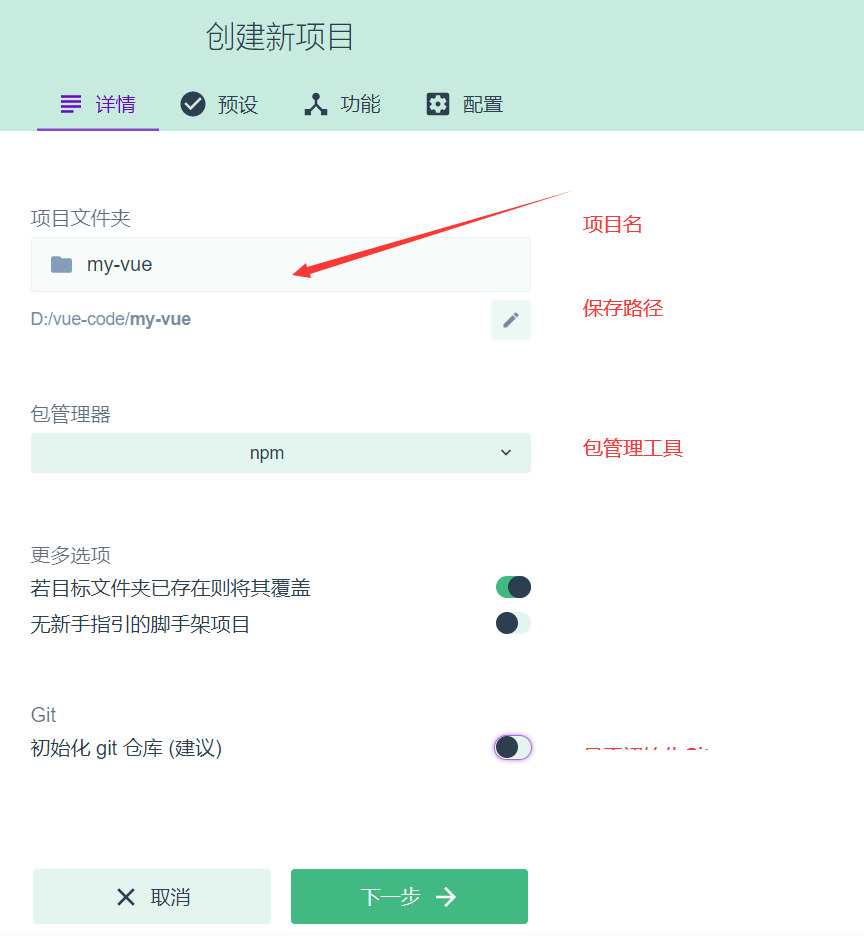 创建新项目
详情 预设 功能 配置
项目文件夹
项目名
my-vue
D:/vue-code/my-vue
保存路径
包管理器
npm
包管理工具
更多选项
若目标文件夹已存在则将其覆盖
无新手指引的脚手架项目
Git
初始化 git 仓库 (建议)
取消 下一步